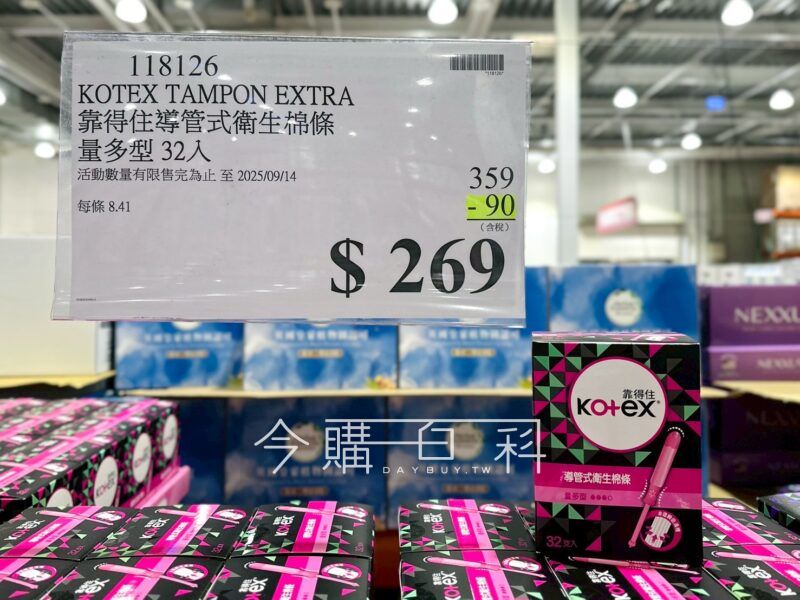 118126
KOTEX TAMPON EXTRA
靠得住導管式衛生棉條
量多型 32入
活動數量有限售完為止 至 2025/09/14
每條 8.41
359
- 90
(含稅)
$ 269
NEXXUS
靠得住
Kotex
導管式衛生棉條
量多型
32支入
今購百科
DAYBUY.TW